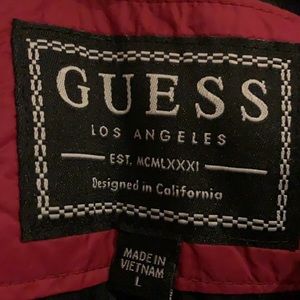 GUESS
LOS ANGELES
EST. MCMLXXXI
Designed in California
MADE IN
VIETNAM
L